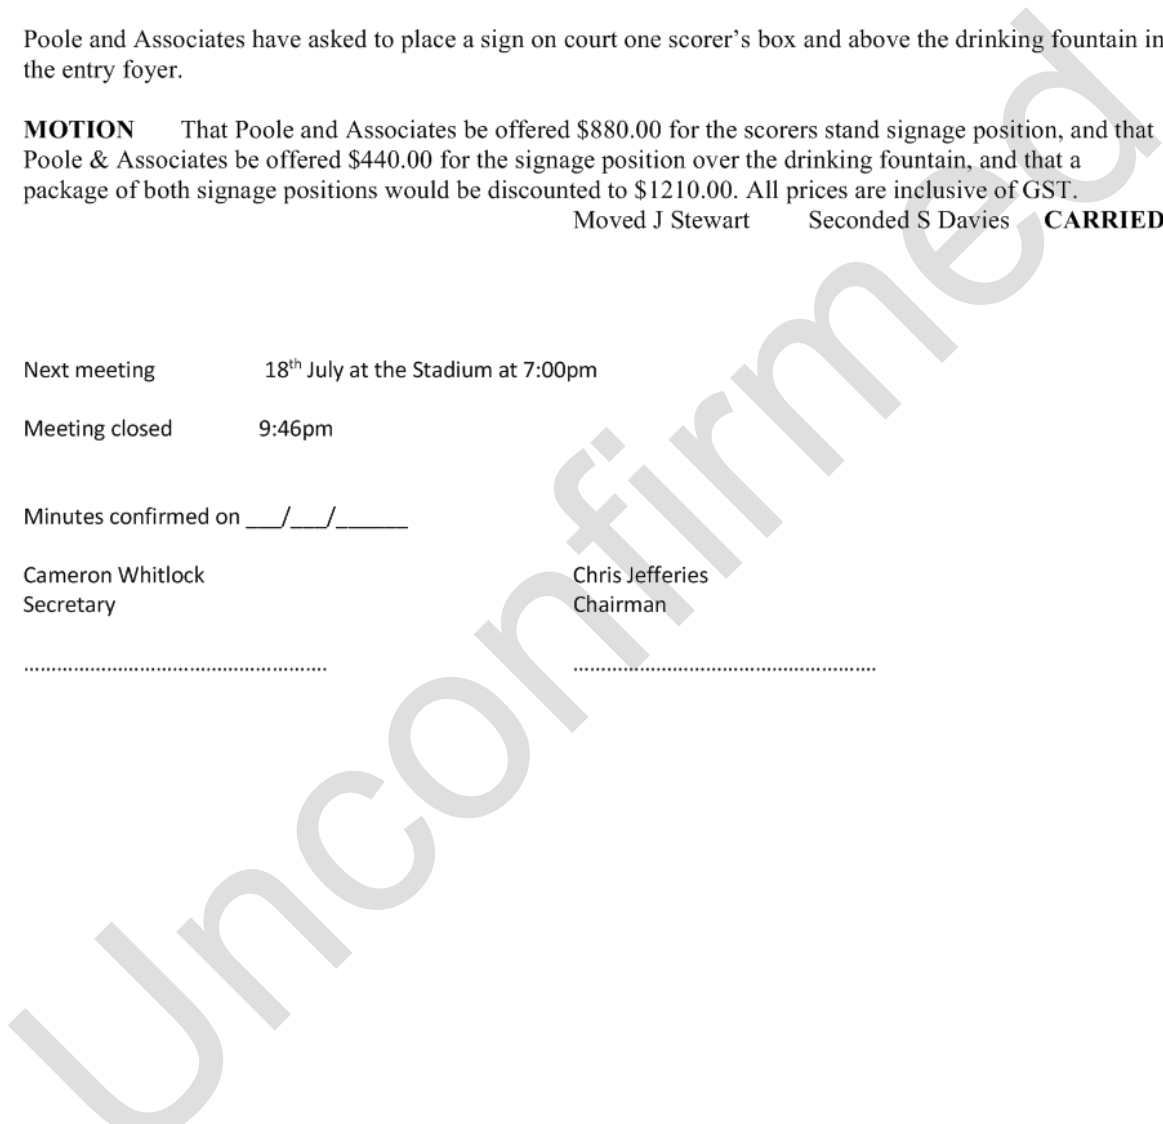 Poole and Associates have asked to place a sign on court one scorer’s box and above the drinking fountain in
the entry foyer.
MOTION That Poole and Associates be offered $880.00 for the scorers stand signage position, and that
Poole & Associates be offered $440.00 for the signage position over the drinking fountain, and that a
package of both signage positions would be discounted to $1210.00. All prices are inclusive of GST.
Moved J Stewart Seconded S Davies CARRIED
Next meeting 18th July at the Stadium at 7:00pm
Meeting closed 9:46pm
Minutes confirmed on ___/___/______
Cameron Whitlock Chris Jefferies
Secretary Chairman
Unconfirmed